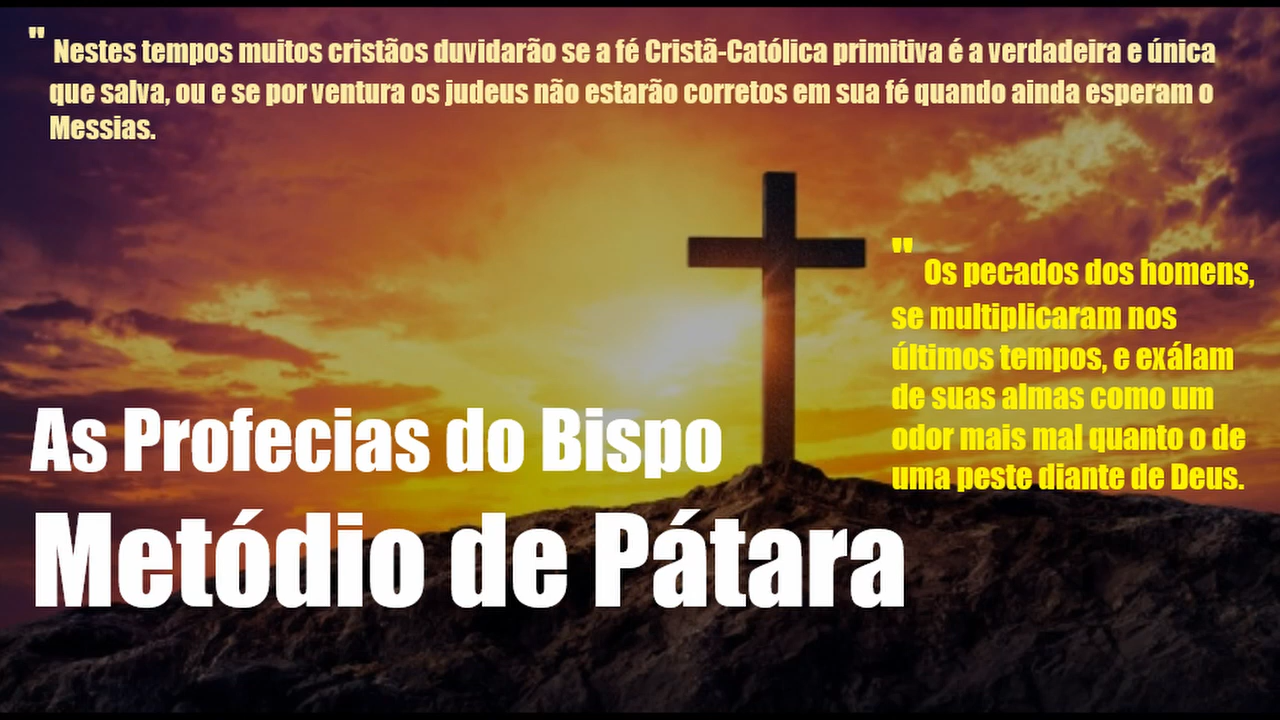 " Nestes tempos muitos cristãos duvidarão se a fé Cristã-Católica primitiva é a verdadeira e única
que salva, ou e se por ventura os judeus não estarão corretos em sua fé quando ainda esperam o
Messias.
" Os pecados dos homens,
se multiplicaram nos
últimos tempos, e exálam
de suas almas como um
odor mais mal quanto o de
uma peste diante de Deus.
As Profecias do Bispo
Metódio de Pátara